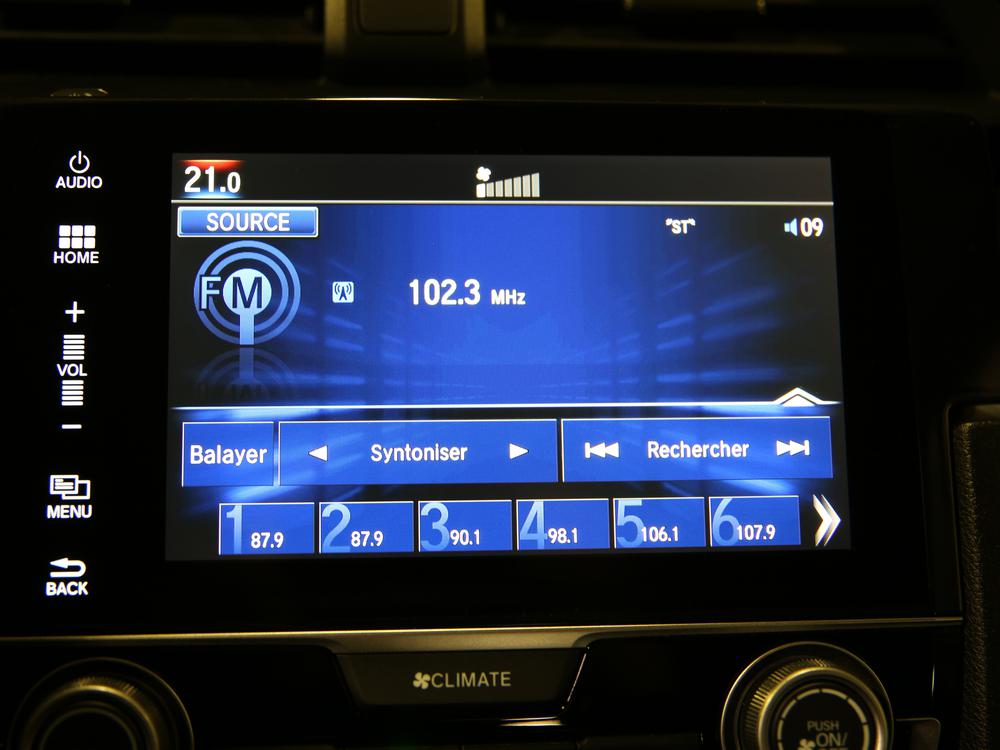 AUDIO
HOME
+
VOL
−
MENU
BACK
21.0
SOURCE
"ST"
09
FM
102.3 MHz
Balayer
Syntoniser
Rechercher
1 87.9
2 87.9
3 90.1
4 98.1
5 106.1
6 107.9
CLIMATE
PUSH
ON/